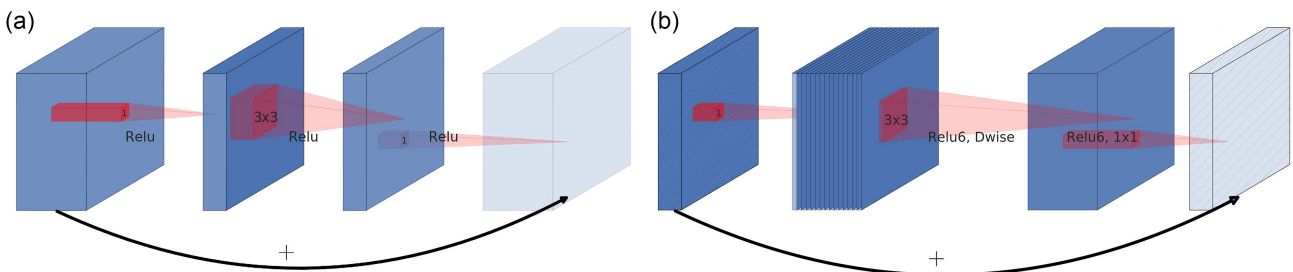 (a)
1
Relu
3x3
Relu
1
Relu
+
(b)
1
3x3
Relu6, Dwise
Relu6, 1x1
+